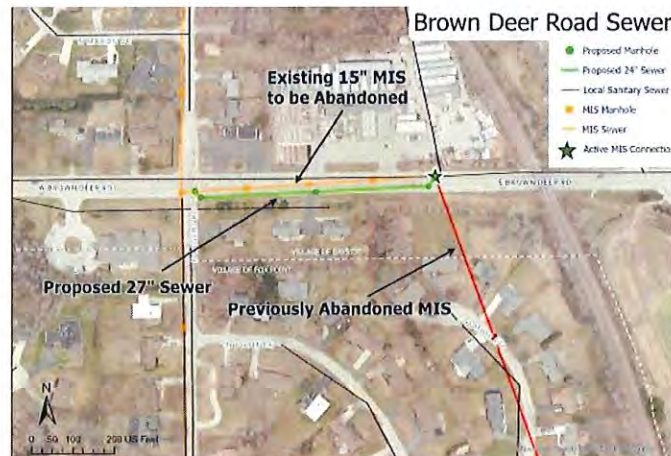 Brown Deer Road Sewer
Proposed Manhole
Proposed 24" Sewer
Local Sanitary Sewer
MIS Manhole
MIS Sewer
Active MIS Connection
Existing 15" MIS
to be Abandoned
W BROWN DEER RD
E BROWN DEER RD
VILLAGE OF BAYSIDE
VILLAGE OF FOX POINT
Proposed 27" Sewer
Previously Abandoned MIS
N
0 50 100 200 US Feet